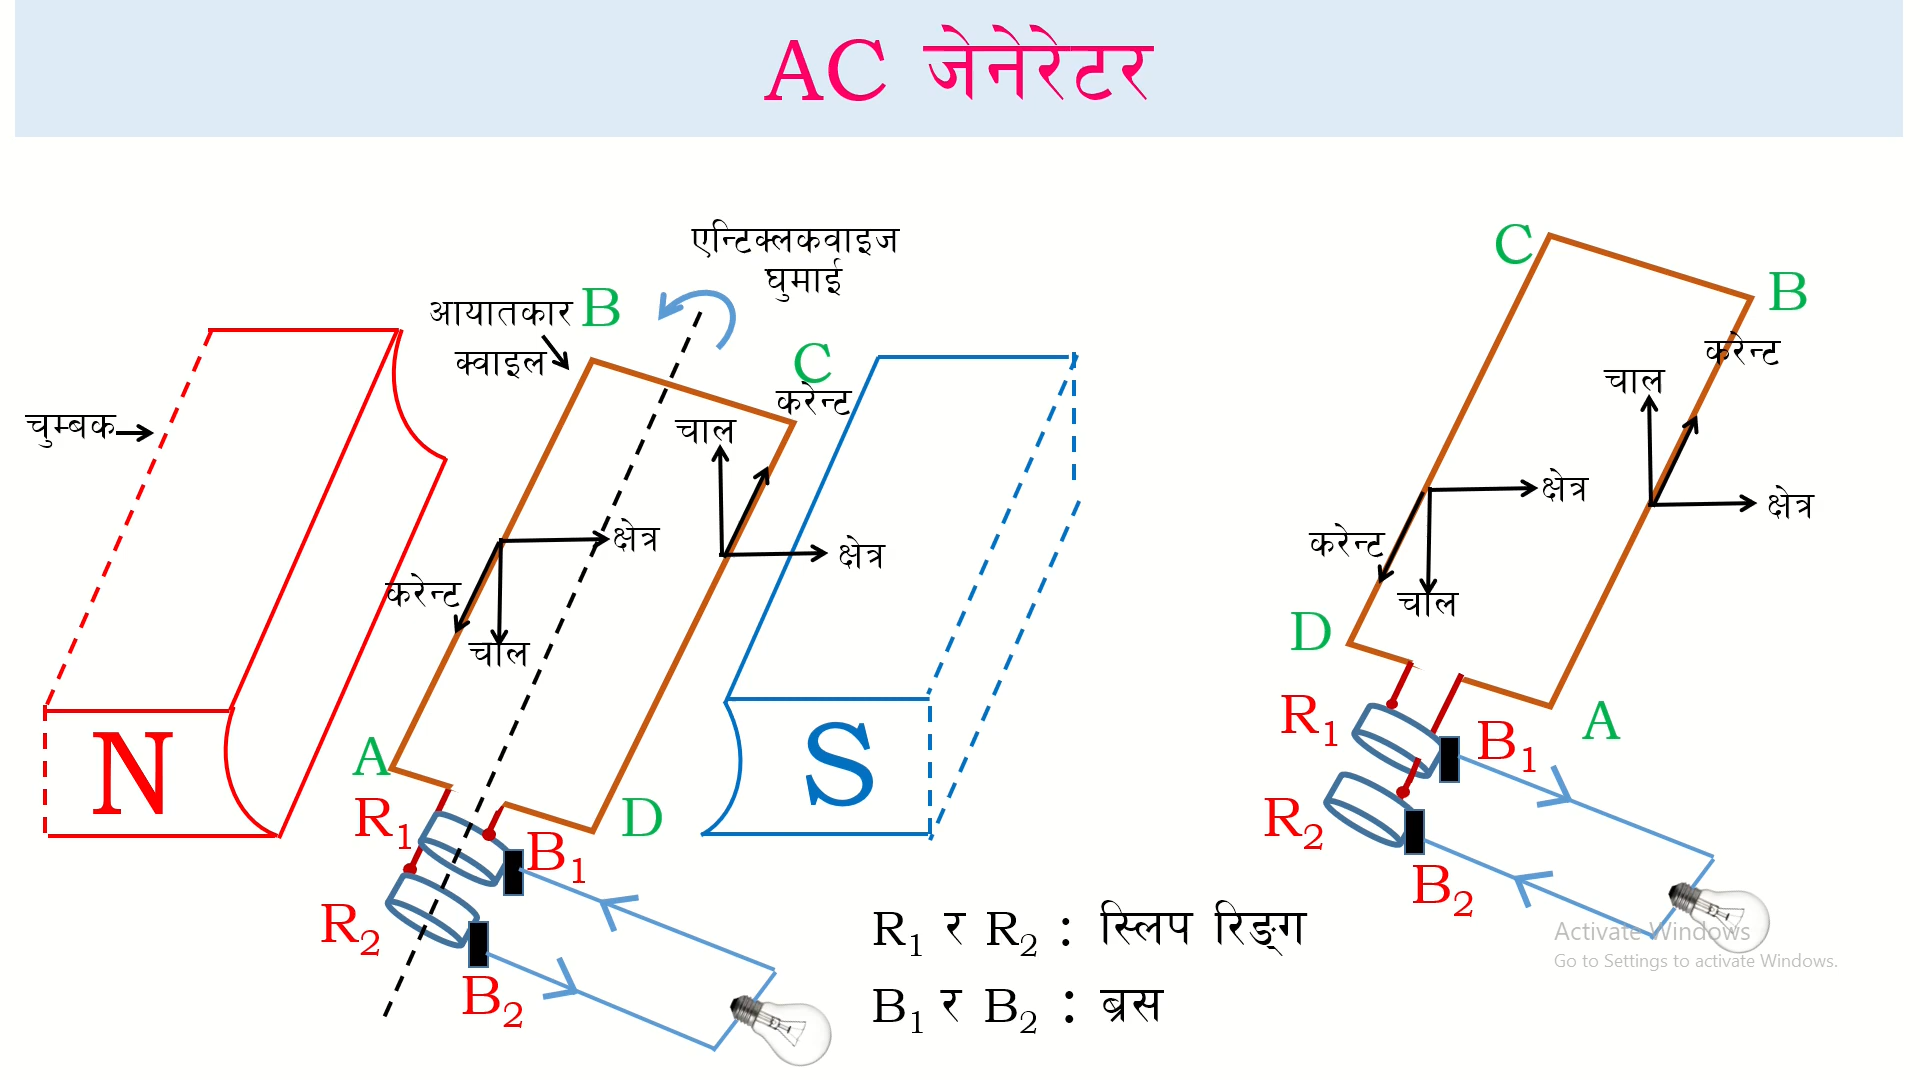 AC जेनेरेटर
एन्टिक्लकवाइज
घुमाई
आयातकार
क्वाइल
B
C
करेन्ट
चाल
चुम्बक
क्षेत्र
क्षेत्र
करेन्ट
चाल
A
D
N
S
R1
B1
R2
B2
C
B
करेन्ट
चाल
क्षेत्र
क्षेत्र
करेन्ट
चाल
D
A
R1
B1
R2
B2
R1 र R2 : स्लिप रिङ्ग
B1 र B2 : ब्रस
Activate Windows
Go to Settings to activate Windows.